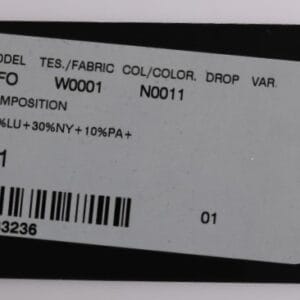 ODEL TES./FABRIC COL/COLOR. DROP VAR.
FO W0001 N0011
MPOSITION
%LU+30%NY+10%PA+
1
01
3236